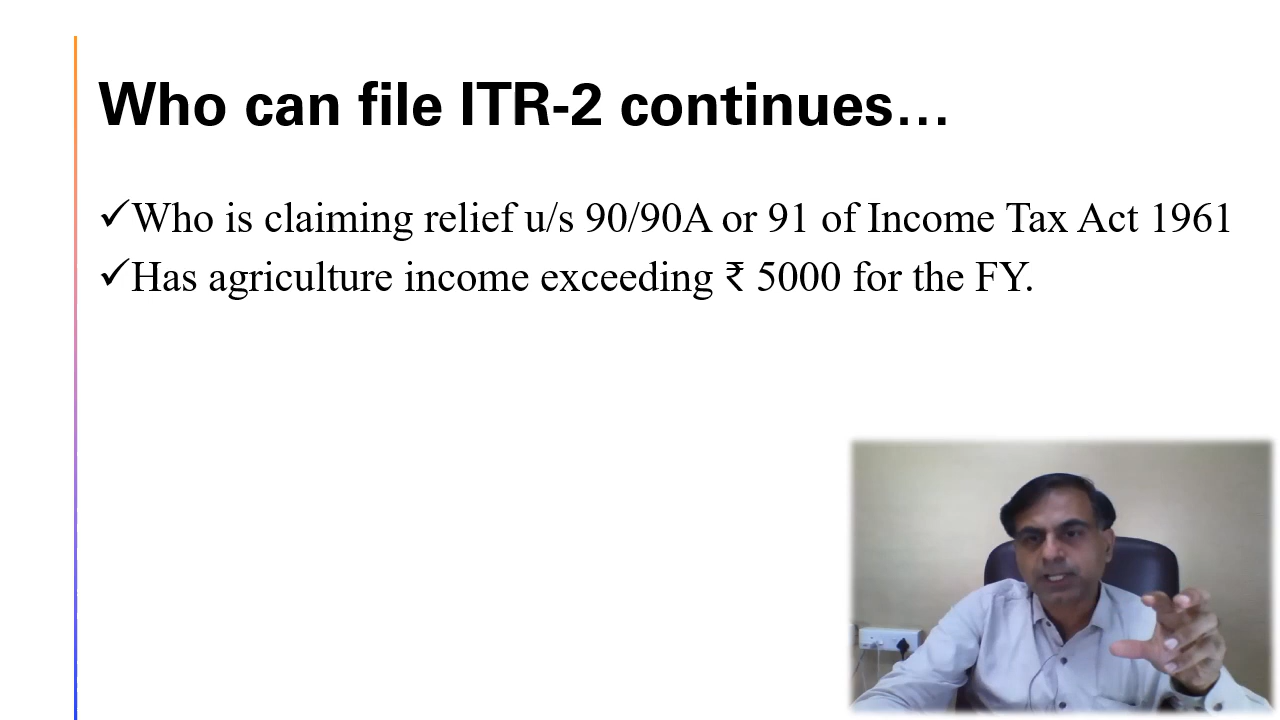 Who can file ITR-2 continues…
✓Who is claiming relief u/s 90/90A or 91 of Income Tax Act 1961
✓Has agriculture income exceeding ₹ 5000 for the FY.